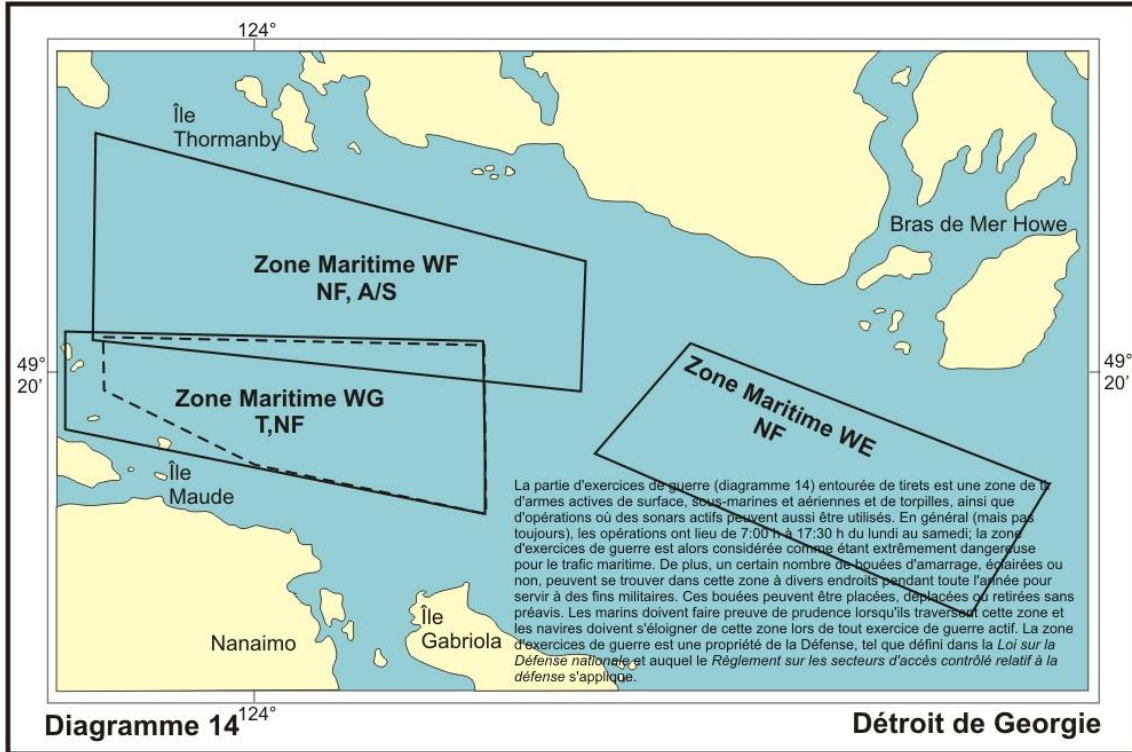 124°
Île
Thormanby
Bras de Mer Howe
Zone Maritime WF
NF, A/S
49°
20'
49°
20'
Zone Maritime WE
NF
Zone Maritime WG
T,NF
Île
Maude
La partie d'exercices de guerre (diagramme 14) entourée de tirets est une zone de tir
d'armes actives de surface, sous-marines et aériennes et de torpilles, ainsi que
d'opérations où des sonars actifs peuvent aussi être utilisés. En général (mais pas
toujours), les opérations ont lieu de 7:00 h à 17:30 h du lundi au samedi; la zone
d'exercices de guerre est alors considérée comme étant extrêmement dangereuse
pour le trafic maritime. De plus, un certain nombre de bouées d'amarrage, éclairées ou
non, peuvent se trouver dans cette zone à divers endroits pendant toute l'année pour
servir à des fins militaires. Ces bouées peuvent être placées, déplacées ou retirées sans
préavis. Les marins doivent faire preuve de prudence lorsqu'ils traversent cette zone et
les navires doivent s'éloigner de cette zone lors de tout exercice de guerre actif. La zone
d'exercices de guerre est une propriété de la Défense, tel que défini dans la Loi sur la
Défense nationale et auquel le Règlement sur les secteurs d'accès contrôlé relatif à la
défense s'applique.
Île
Gabriola
Nanaimo
124°
Diagramme 14
Détroit de Georgie